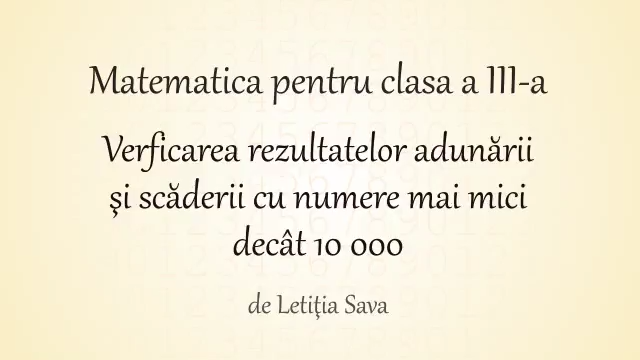 Matematica pentru clasa a III-a
Verficarea rezultatelor adunării
și scăderii cu numere mai mici
decât 10 000
de Letiția Sava